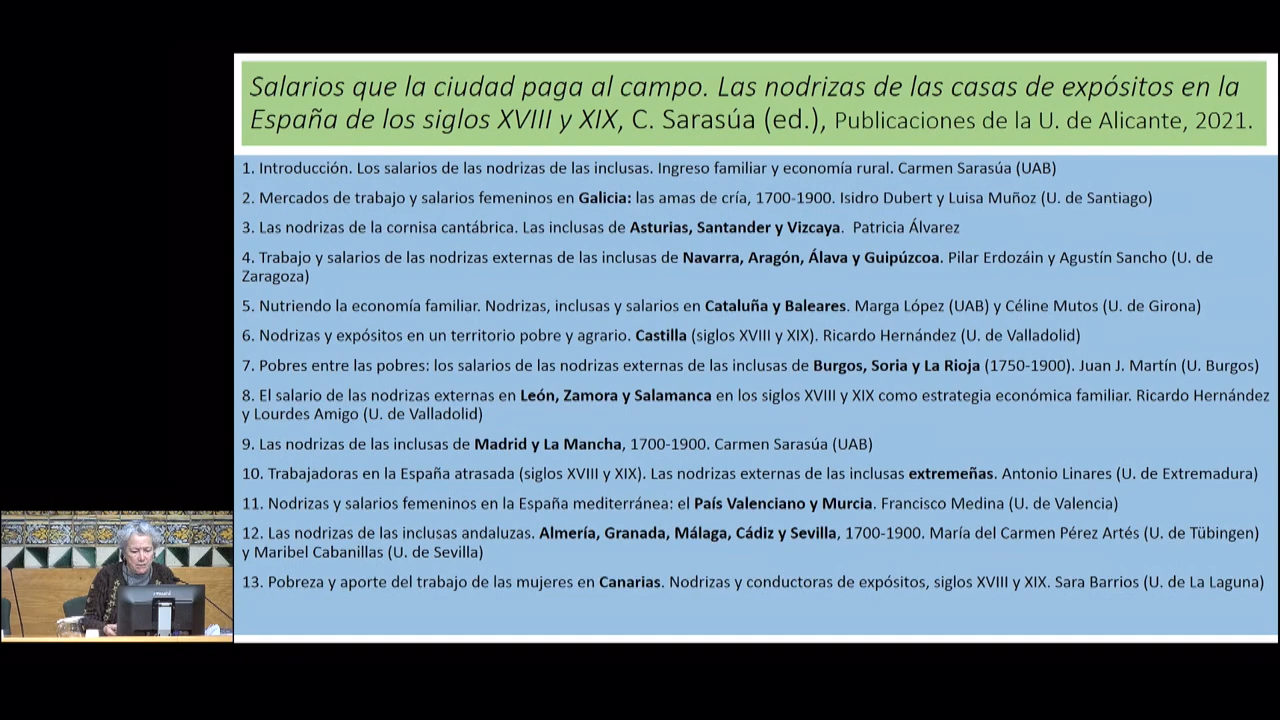 Salarios que la ciudad paga al campo. Las nodrizas de las casas de expósitos en la
España de los siglos XVIII y XIX, C. Sarasúa (ed.), Publicaciones de la U. de Alicante, 2021.
1. Introducción. Los salarios de las nodrizas de las inclusas. Ingreso familiar y economía rural. Carmen Sarasúa (UAB)
2. Mercados de trabajo y salarios femeninos en Galicia: las amas de cría, 1700-1900. Isidro Dubert y Luisa Muñoz (U. de Santiago)
3. Las nodrizas de la cornisa cantábrica. Las inclusas de Asturias, Santander y Vizcaya. Patricia Álvarez
4. Trabajo y salarios de las nodrizas externas de las inclusas de Navarra, Aragón, Álava y Guipúzcoa. Pilar Erdozáin y Agustín Sancho (U. de
Zaragoza)
5. Nutriendo la economía familiar. Nodrizas, inclusas y salarios en Cataluña y Baleares. Marga López (UAB) y Céline Mutos (U. de Girona)
6. Nodrizas y expósitos en un territorio pobre y agrario. Castilla (siglos XVIII y XIX). Ricardo Hernández (U. de Valladolid)
7. Pobres entre las pobres: los salarios de las nodrizas externas de las inclusas de Burgos, Soria y La Rioja (1750-1900). Juan J. Martín (U. Burgos)
8. El salario de las nodrizas externas en León, Zamora y Salamanca en los siglos XVIII y XIX como estrategia económica familiar. Ricardo Hernández
y Lourdes Amigo (U. de Valladolid)
9. Las nodrizas de las inclusas de Madrid y La Mancha, 1700-1900. Carmen Sarasúa (UAB)
10. Trabajadoras en la España atrasada (siglos XVIII y XIX). Las nodrizas externas de las inclusas extremeñas. Antonio Linares (U. de Extremadura)
11. Nodrizas y salarios femeninos en la España mediterránea: el País Valenciano y Murcia. Francisco Medina (U. de Valencia)
12. Las nodrizas de las inclusas andaluzas. Almería, Granada, Málaga, Cádiz y Sevilla, 1700-1900. María del Carmen Pérez Artés (U. de Tübingen)
y Maribel Cabanillas (U. de Sevilla)
13. Pobreza y aporte del trabajo de las mujeres en Canarias. Nodrizas y conductoras de expósitos, siglos XVIII y XIX. Sara Barrios (U. de La Laguna)